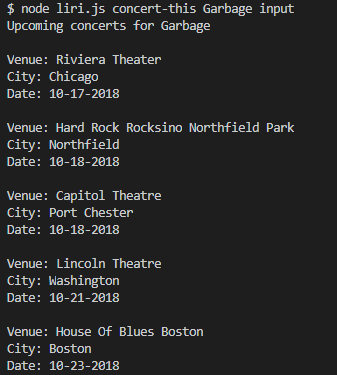 $ node liri.js concert-this Garbage input
Upcoming concerts for Garbage
Venue: Riviera Theater
City: Chicago
Date: 10-17-2018
Venue: Hard Rock Rocksino Northfield Park
City: Northfield
Date: 10-18-2018
Venue: Capitol Theatre
City: Port Chester
Date: 10-18-2018
Venue: Lincoln Theatre
City: Washington
Date: 10-21-2018
Venue: House Of Blues Boston
City: Boston
Date: 10-23-2018